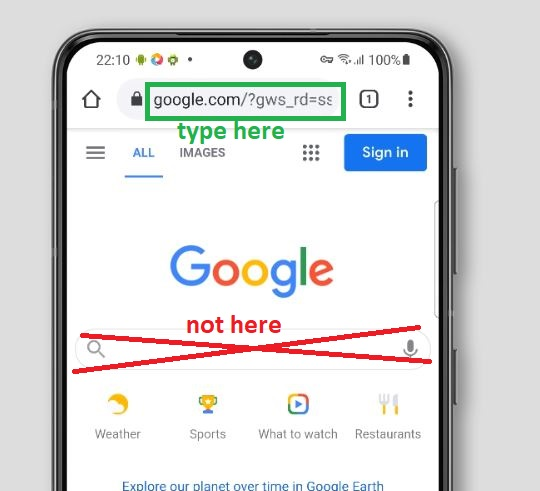 22:10 100%
google.com/?gws_rd=ss 1
type here
ALL IMAGES Sign in
Google
not here
Weather Sports What to watch Restaurants
Explore our planet over time in Google Earth